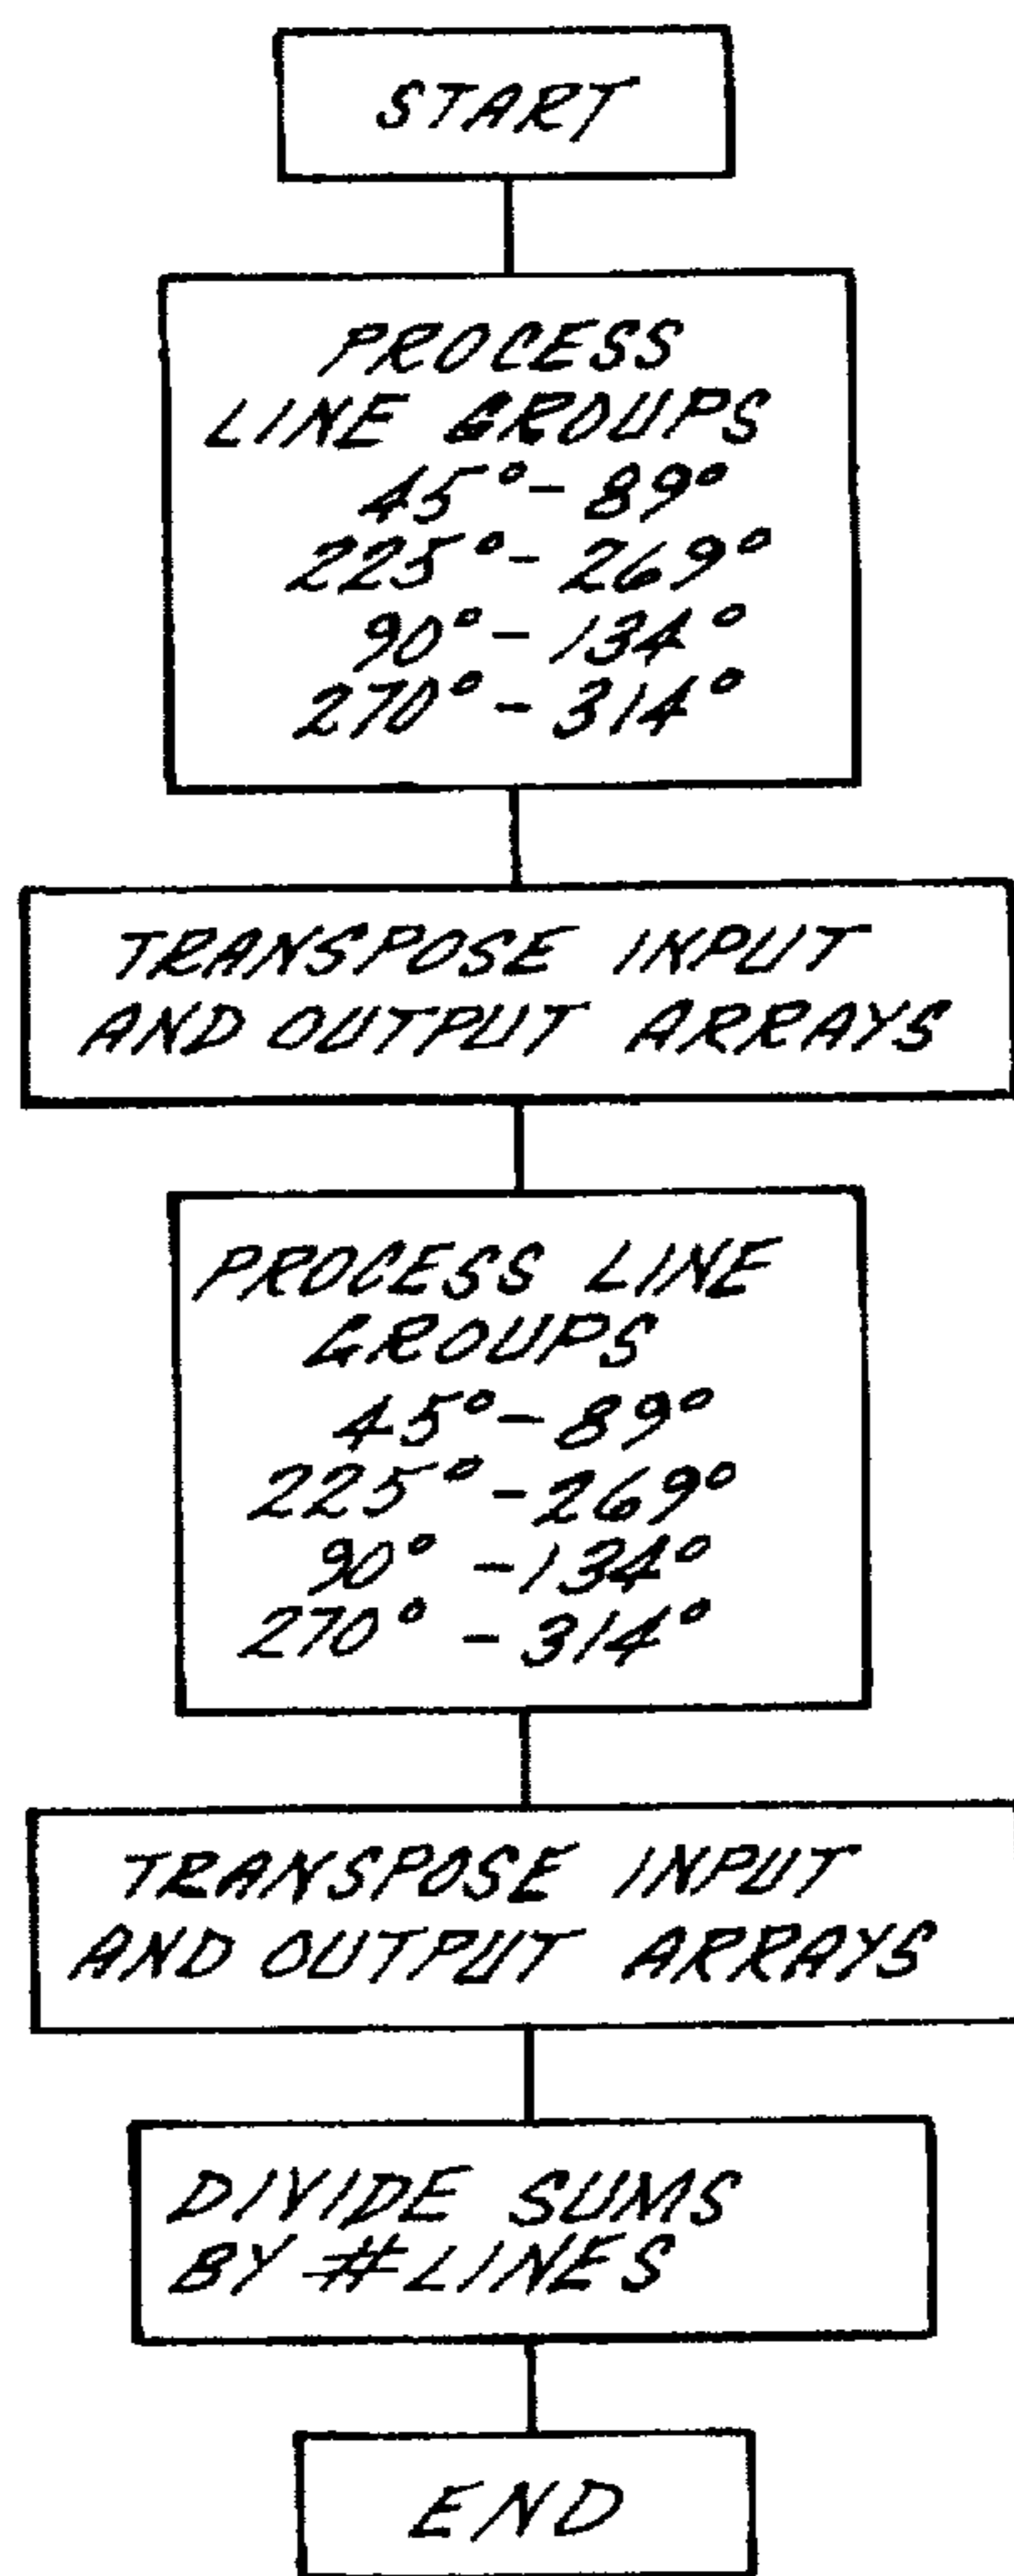 START
PROCESS
LINE GROUPS
45°-89°
225°-269°
90°-134°
270°-314°
TRANSPOSE INPUT
AND OUTPUT ARRAYS
PROCESS LINE
GROUPS
45°-89°
225°-269°
90°-134°
270°-314°
TRANSPOSE INPUT
AND OUTPUT ARRAYS
DIVIDE SUMS
BY #LINES
END